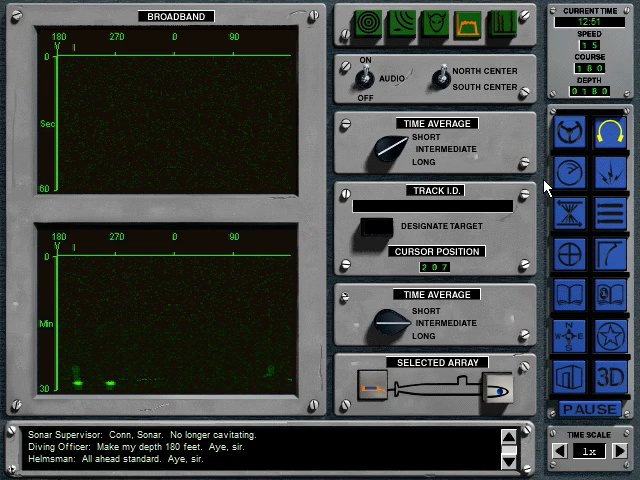 BROADBAND
180 270 0 90
0
Sec
60
180 270 0 90
0
Min
30
ON
AUDIO
OFF
NORTH CENTER
SOUTH CENTER
TIME AVERAGE
SHORT
INTERMEDIATE
LONG
TRACK I.D.
DESIGNATE TARGET
CURSOR POSITION
207
TIME AVERAGE
SHORT
INTERMEDIATE
LONG
SELECTED ARRAY
CURRENT TIME
12:51
SPEED
15
COURSE
180
DEPTH
0180
N
W E
S
3D
PAUSE
TIME SCALE
1x
Sonar Supervisor: Conn, Sonar. No longer cavitating.
Diving Officer: Make my depth 180 feet. Aye, sir.
Helmsman: All ahead standard. Aye, sir.